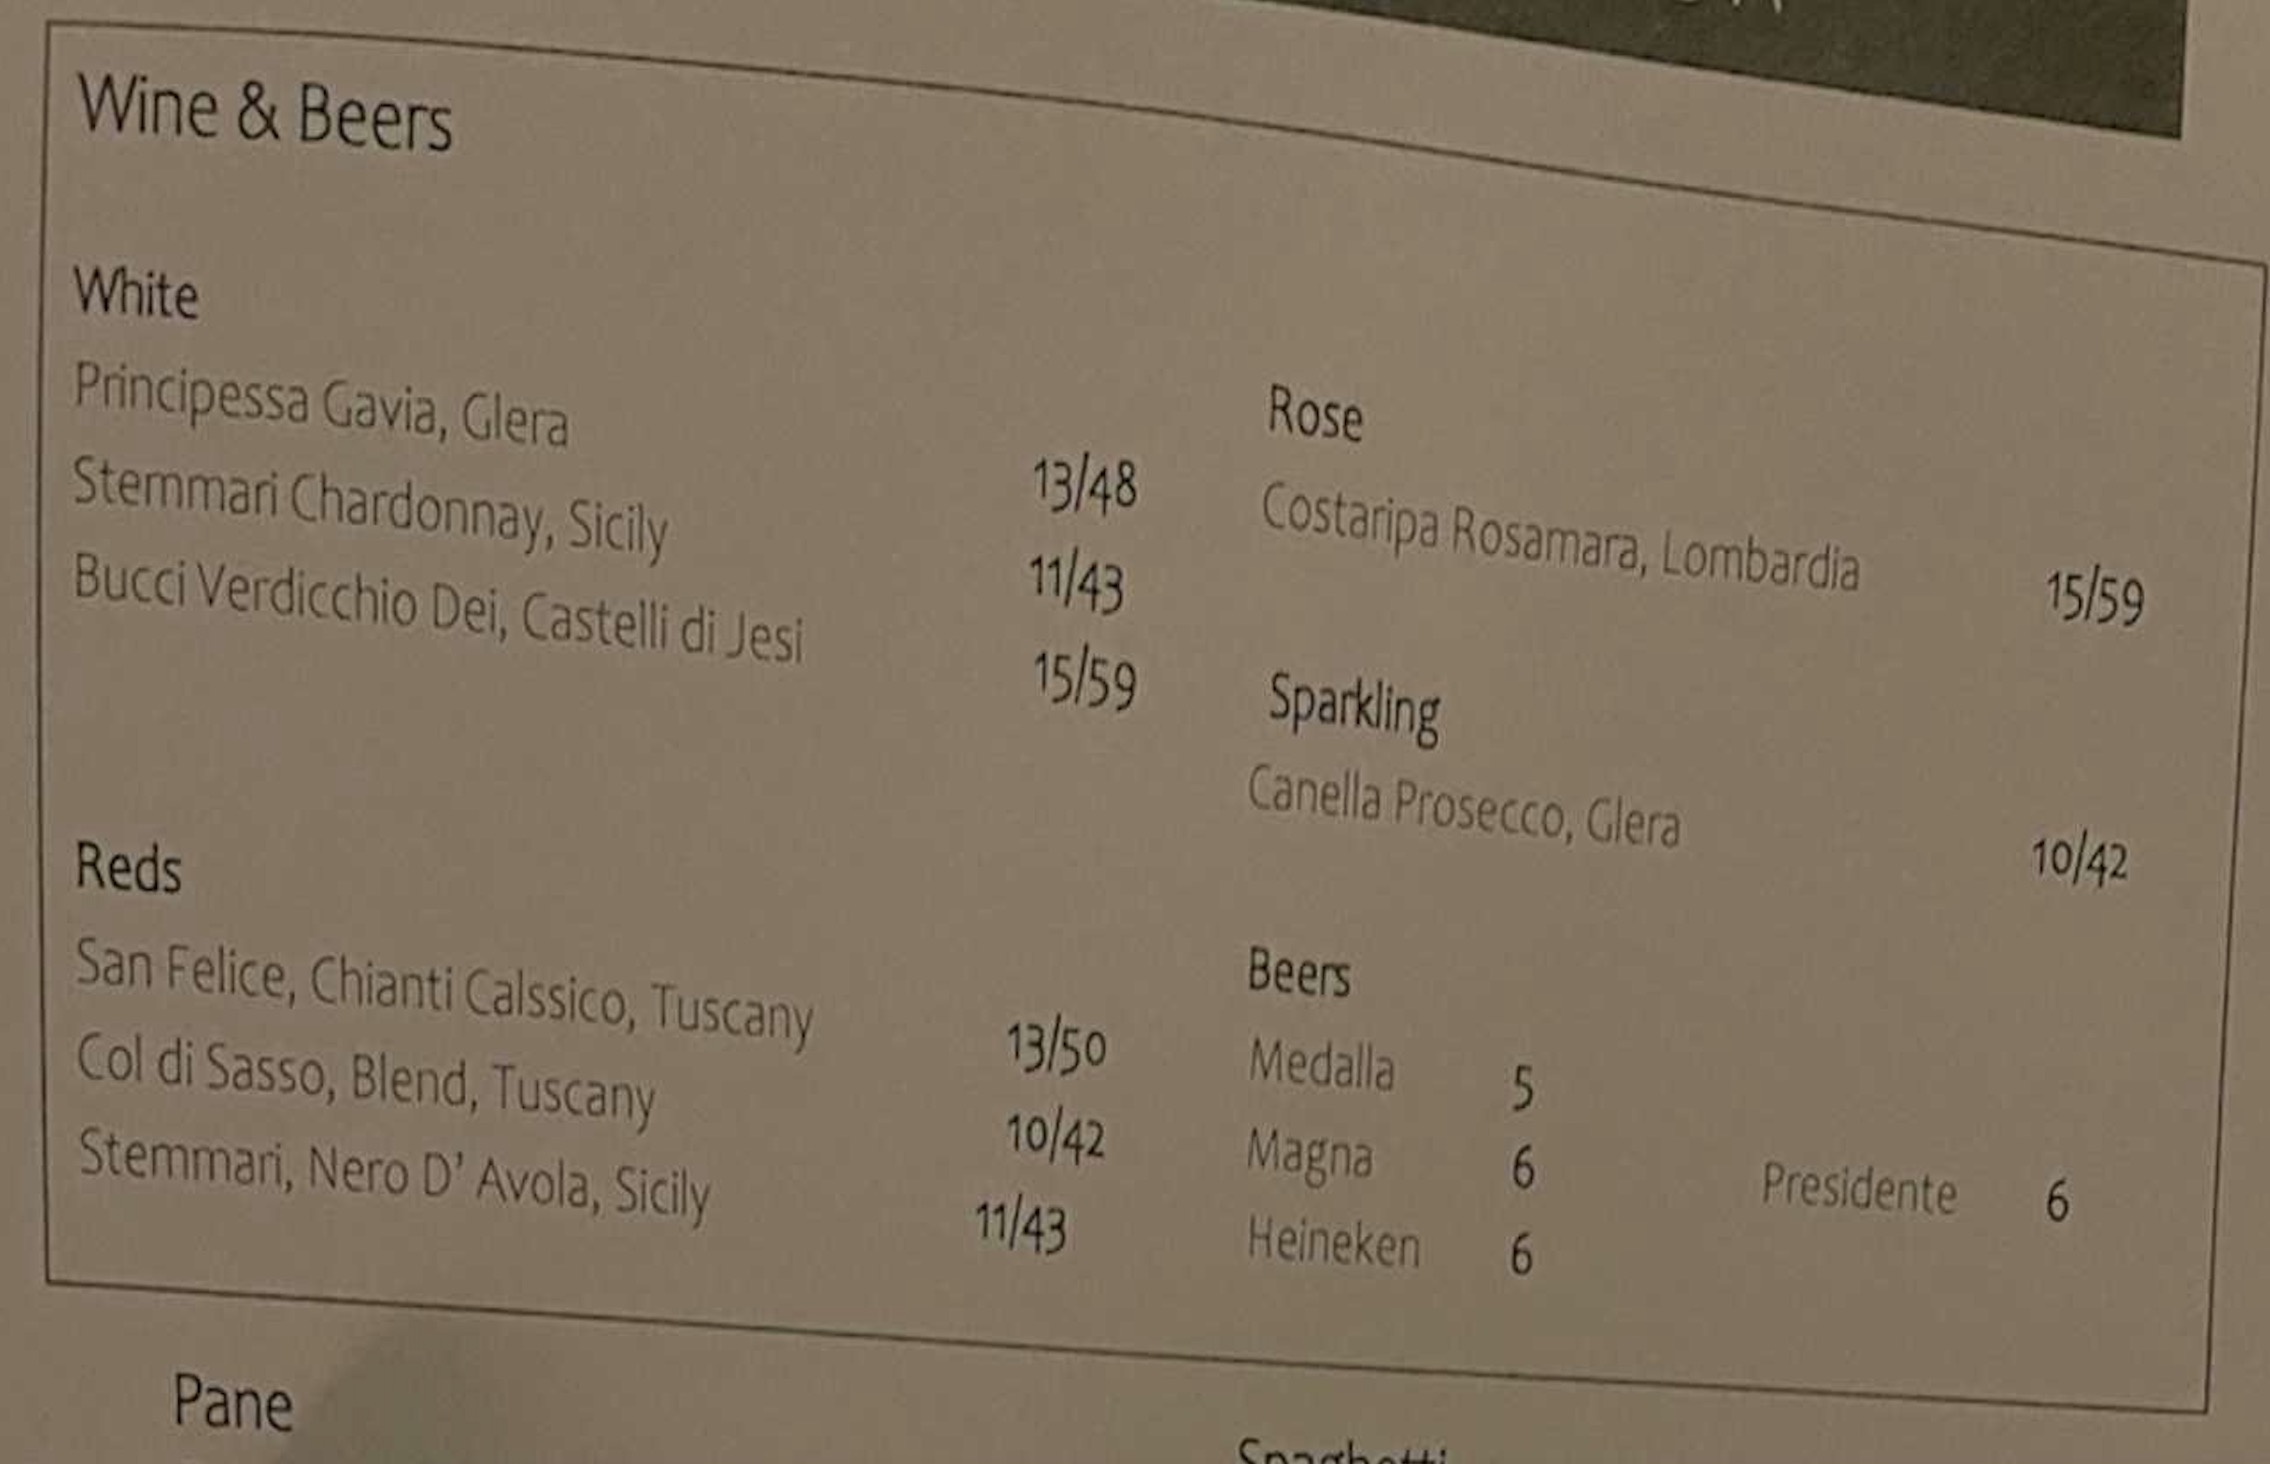 Wine & Beers
White
Principessa Gavia, Glera 13/48
Stemmari Chardonnay, Sicily 11/43
Bucci Verdicchio Dei, Castelli di Jesi 15/59
Reds
San Felice, Chianti Calssico, Tuscany 13/50
Col di Sasso, Blend, Tuscany 10/42
Stemmari, Nero D' Avola, Sicily 11/43
Rose
Costaripa Rosamara, Lombardia 15/59
Sparkling
Canella Prosecco, Glera 10/42
Beers
Medalla 5
Magna 6 Presidente 6
Heineken 6
Pane
Spaghetti